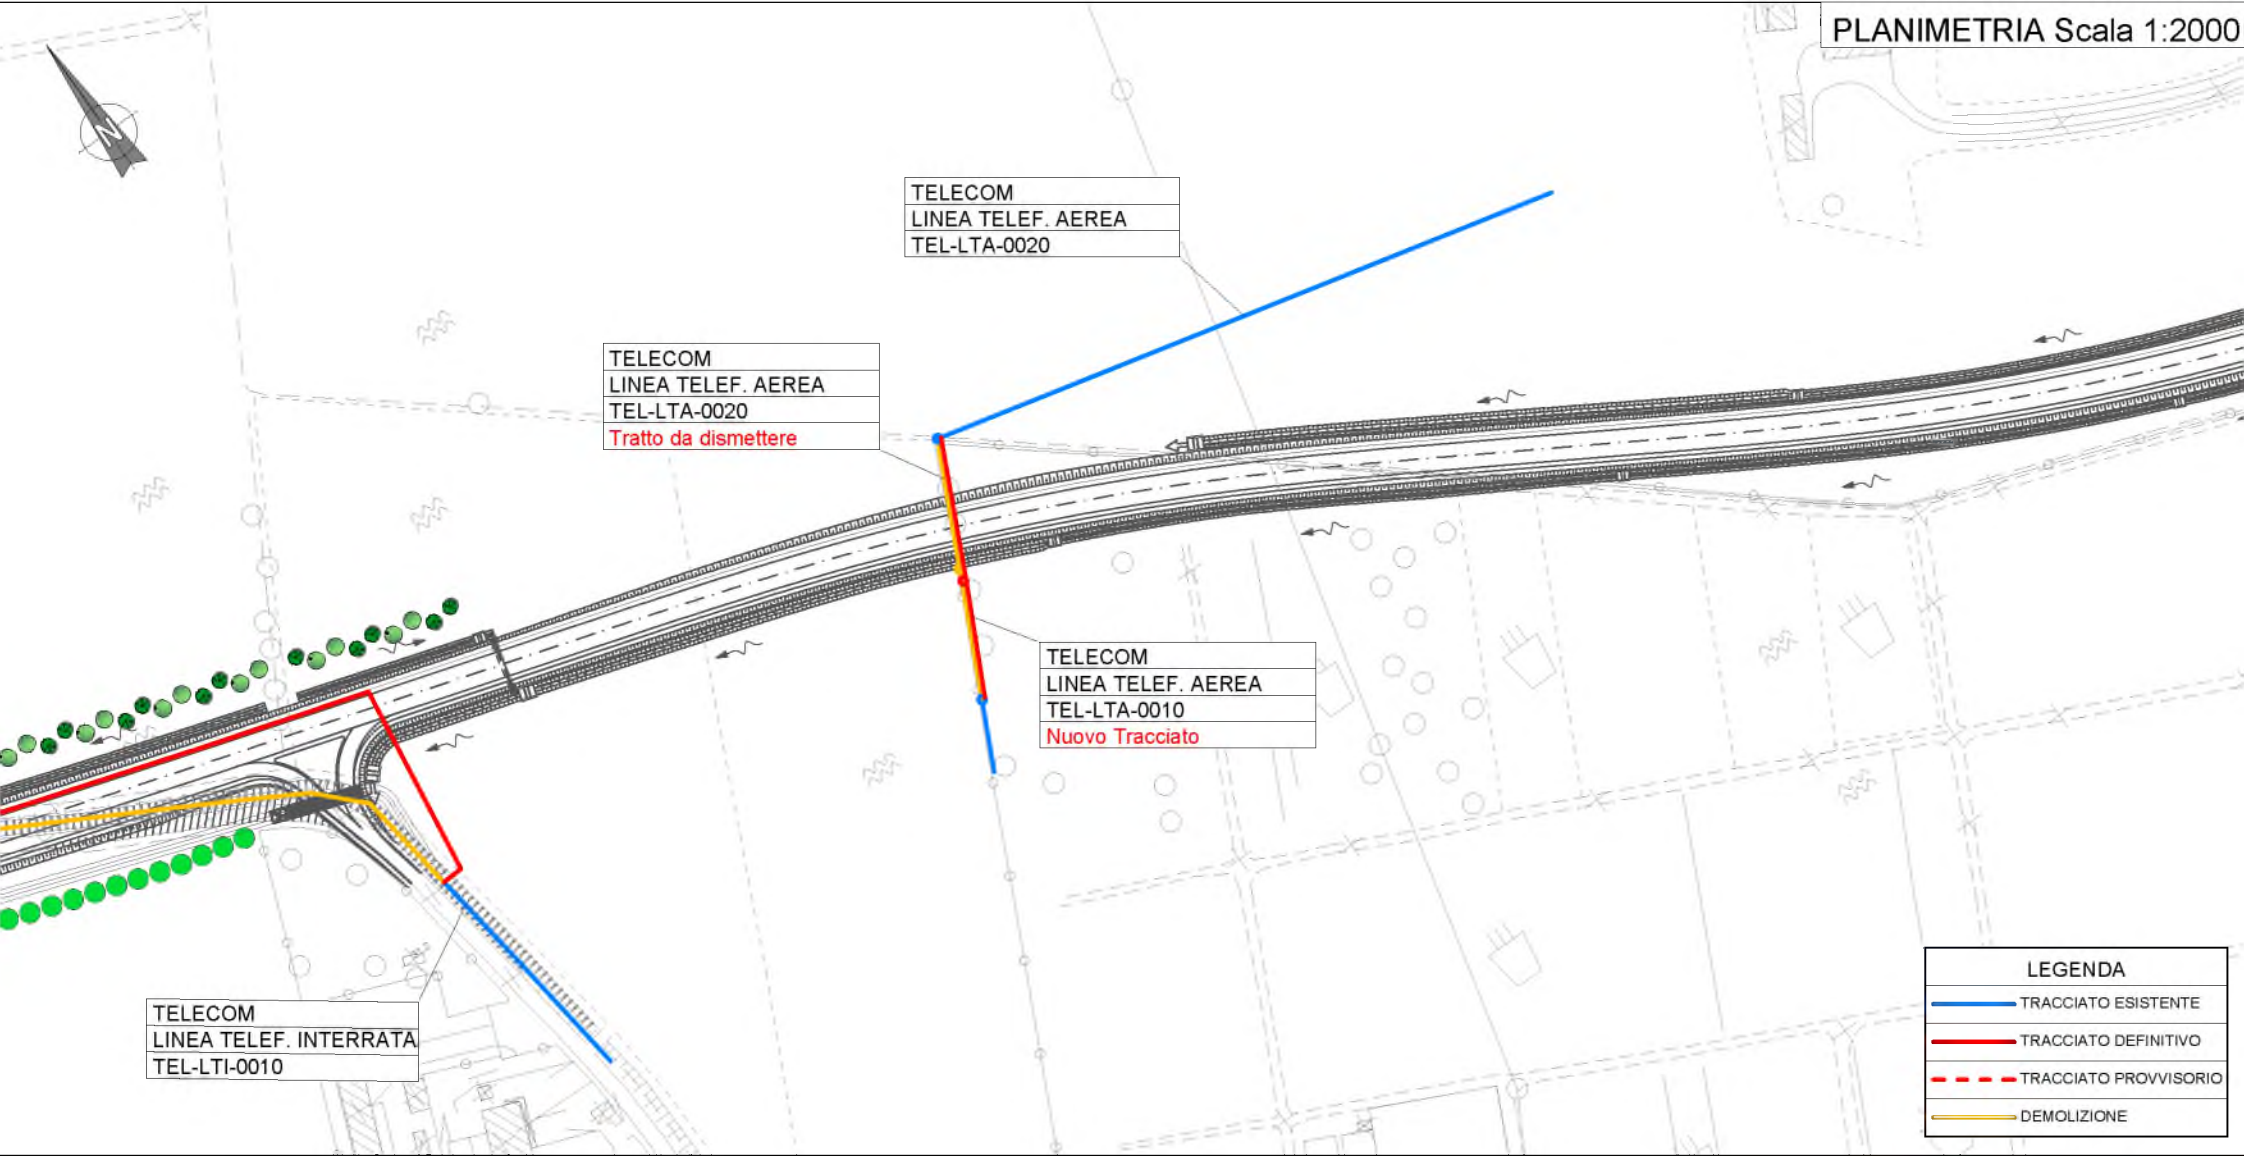 PLANIMETRIA Scala 1:2000
N
TELECOM
LINEA TELEF. AEREA
TEL-LTA-0020
TELECOM
LINEA TELEF. AEREA
TEL-LTA-0020
Tratto da dismettere
TELECOM
LINEA TELEF. AEREA
TEL-LTA-0010
Nuovo Tracciato
TELECOM
LINEA TELEF. INTERRATA
TEL-LTI-0010
LEGENDA
TRACCIATO ESISTENTE
TRACCIATO DEFINITIVO
TRACCIATO PROVVISORIO
DEMOLIZIONE